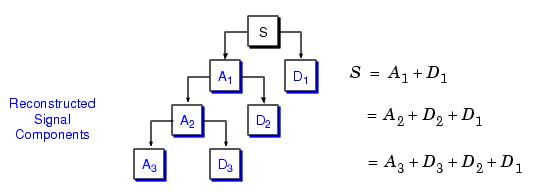 S
A₁ D₁
S = A₁ + D₁
Reconstructed
Signal
Components
A₂ D₂
= A₂ + D₂ + D₁
A₃ D₃
= A₃ + D₃ + D₂ + D₁